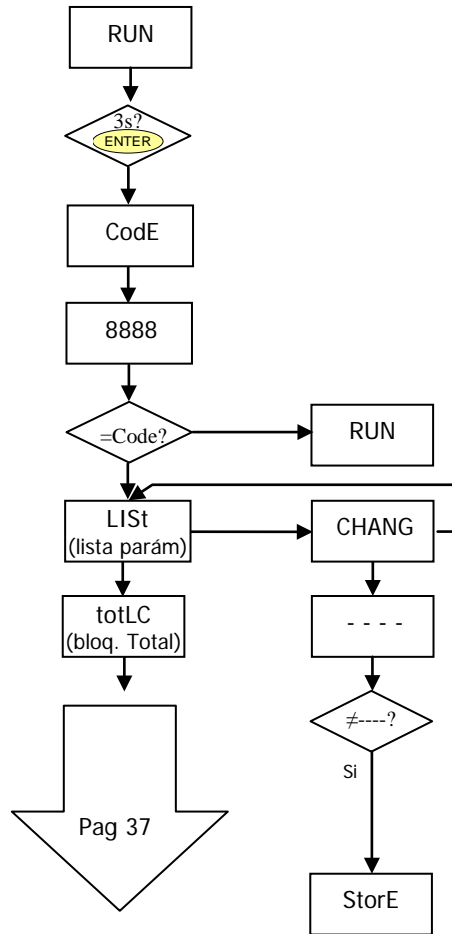 RUN
3s?
ENTER
CodE
8888
=Code?
RUN
LISt
(lista parám)
CHANG
totLC
(bloq. Total)
- - - -
≠----?
Si
Pag 37
StorE